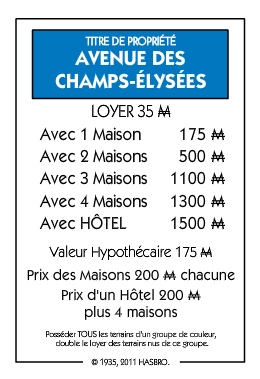 TITRE DE PROPRIÉTÉ
AVENUE DES
CHAMPS-ÉLYSÉES
LOYER 35 ₩
Avec 1 Maison 175 ₩
Avec 2 Maisons 500 ₩
Avec 3 Maisons 1100 ₩
Avec 4 Maisons 1300 ₩
Avec HÔTEL 1500 ₩
Valeur Hypothécaire 175 ₩
Prix des Maisons 200 ₩ chacune
Prix d'un Hôtel 200 ₩
plus 4 maisons
Posséder TOUS les terrains d'un groupe de couleur,
double le loyer des terrains nus de ce groupe.
© 1935, 2011 HASBRO.